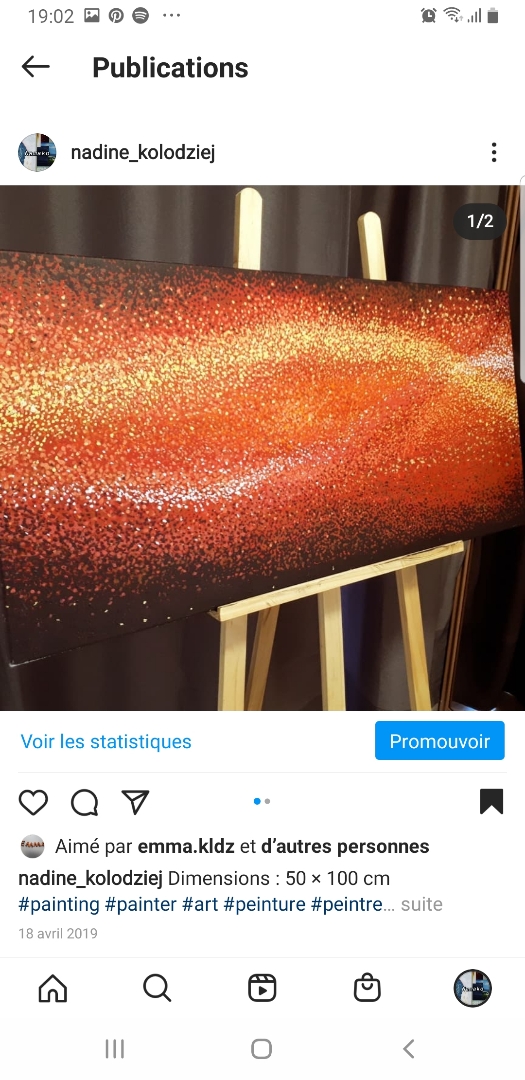 19:02
Publications
nadine_kolodziej
1/2
Voir les statistiques
Promouvoir
Aimé par emma.kldz et d’autres personnes
nadine_kolodziej Dimensions : 50 × 100 cm
#painting #painter #art #peinture #peintre... suite
18 avril 2019